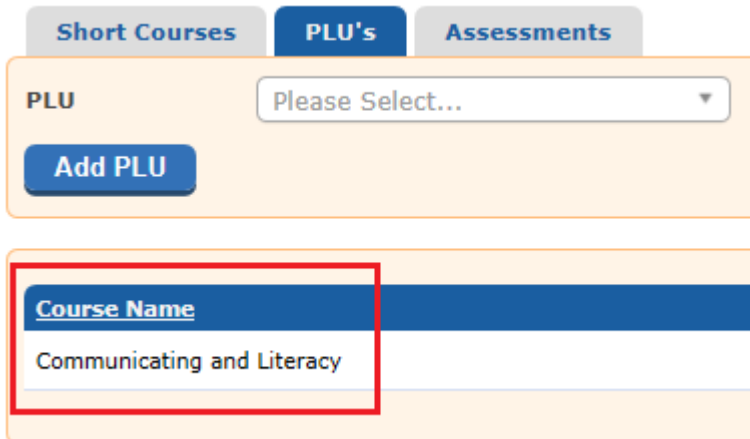 Short Courses PLU's Assessments
PLU Please Select...
Add PLU
Course Name
Communicating and Literacy